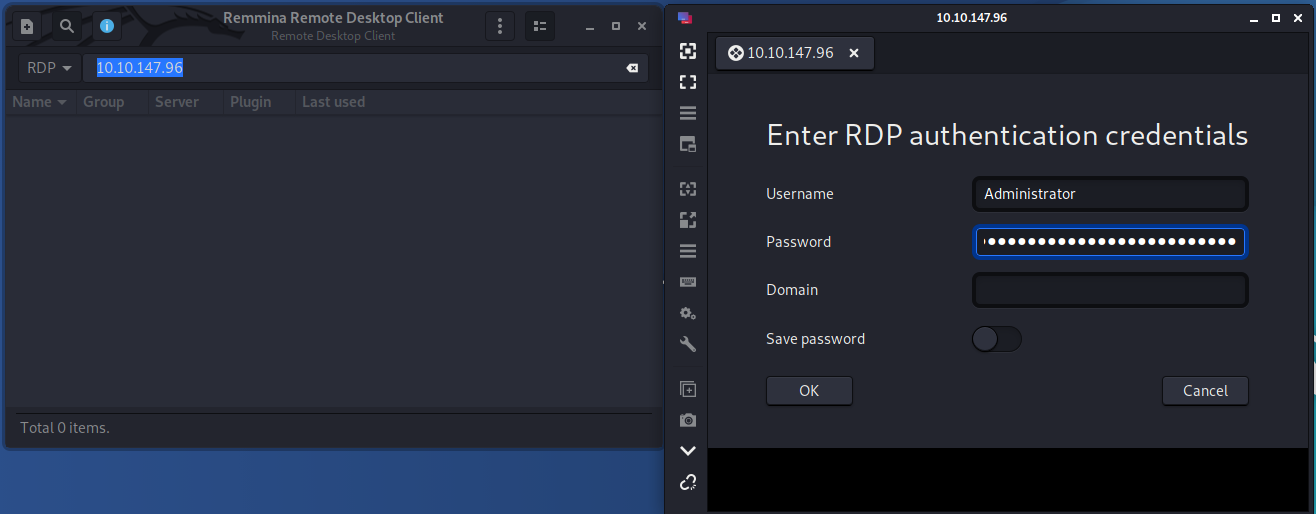 Remmina Remote Desktop Client
Remote Desktop Client
RDP
10.10.147.96
Name Group Server Plugin Last used
Total 0 items.
10.10.147.96
10.10.147.96
Enter RDP authentication credentials
Username Administrator
Password
Domain
Save password
OK Cancel